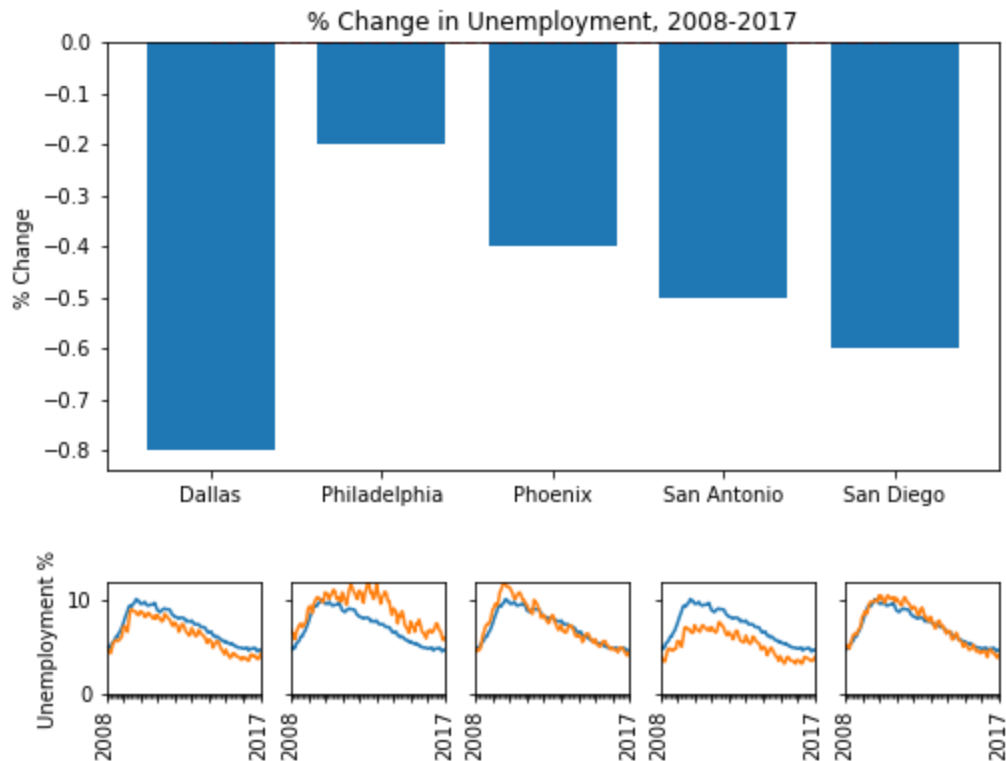 % Change in Unemployment, 2008-2017
% Change
0.0
−0.1
−0.2
−0.3
−0.4
−0.5
−0.6
−0.7
−0.8
Dallas Philadelphia Phoenix San Antonio San Diego
Unemployment %
10
0
2008 2017 2008 2017 2008 2017 2008 2017 2008 2017